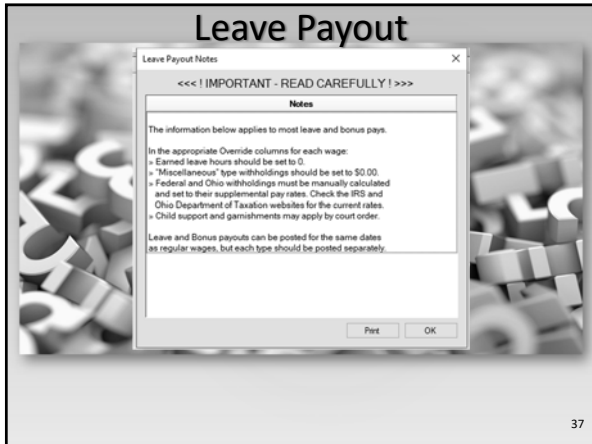 Leave Payout
Leave Payout Notes
<<< ! IMPORTANT - READ CAREFULLY ! >>>
Notes
The information below applies to most leave and bonus pays.
In the appropriate Override columns for each wage:
» Earned leave hours should be set to 0.
» "Miscellaneous" type withholdings should be set to $0.00.
» Federal and Ohio withholdings must be manually calculated
and set to their supplemental pay rates. Check the IRS and
Ohio Department of Taxation websites for the current rates.
» Child support and garnishments may apply by court order.
Leave and Bonus payouts can be posted for the same dates
as regular wages, but each type should be posted separately.
Print
OK
37